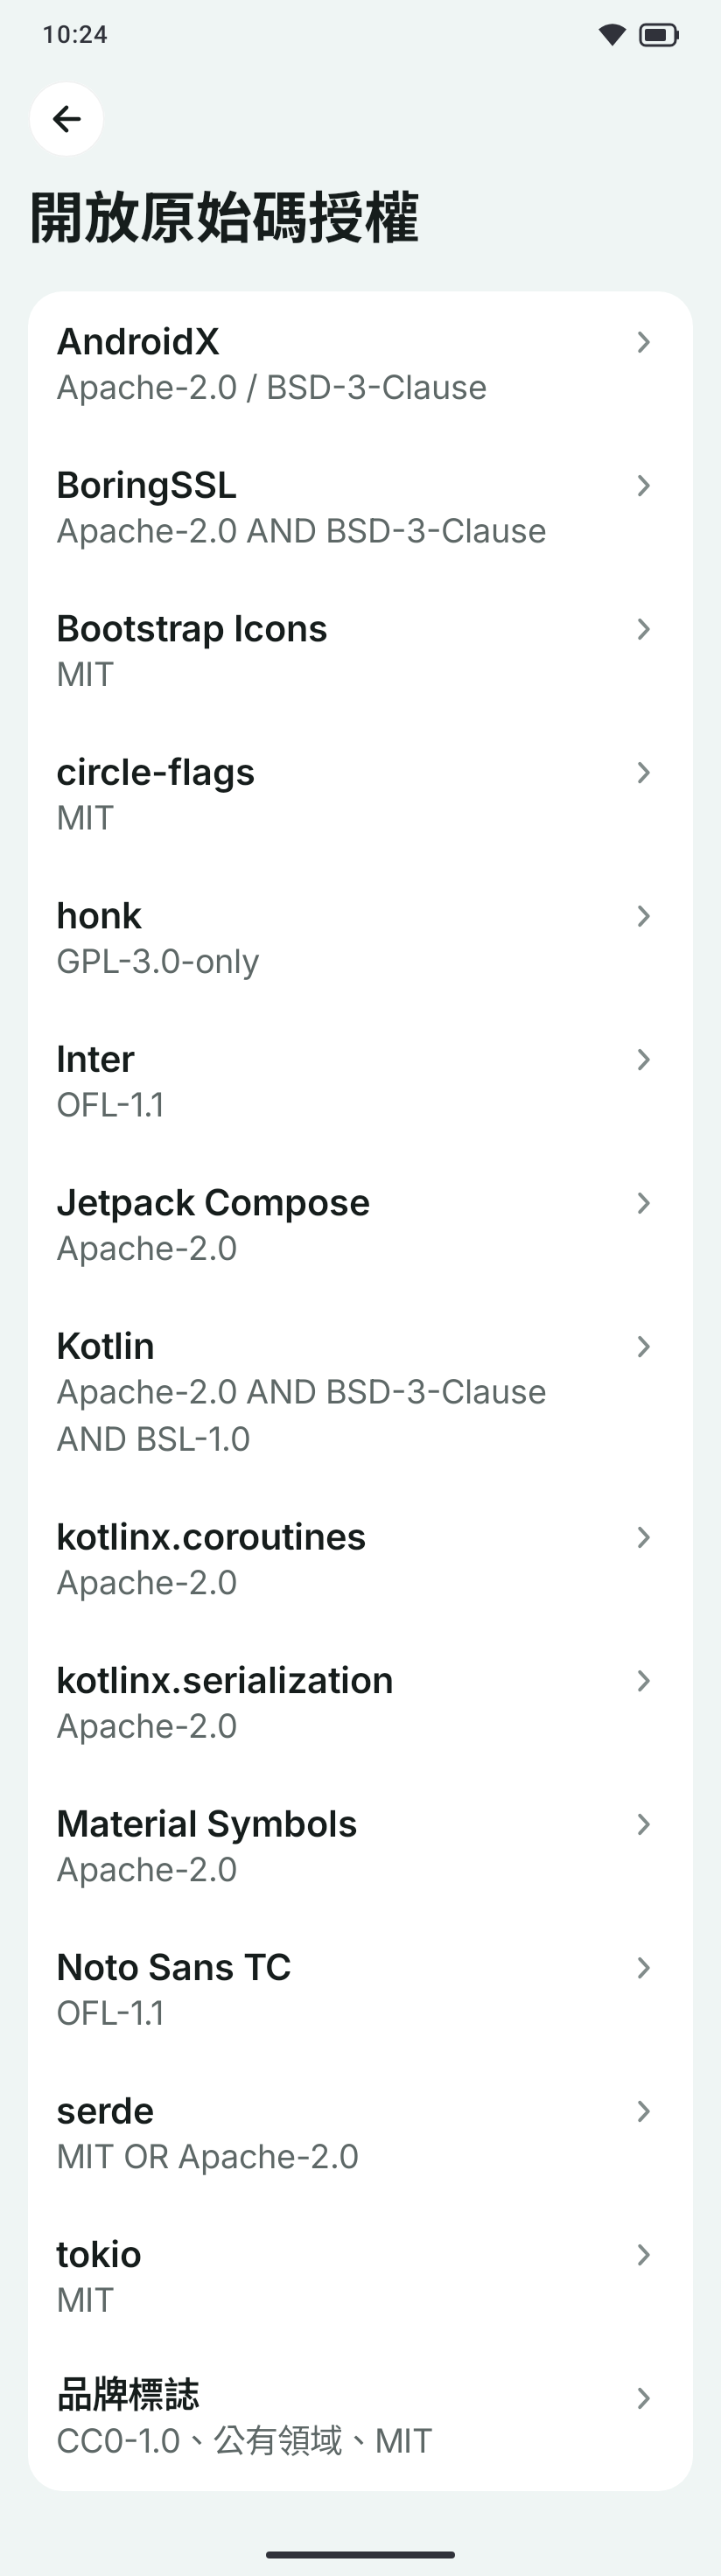 10:24
開放原始碼授權
AndroidX
Apache-2.0 / BSD-3-Clause
BoringSSL
Apache-2.0 AND BSD-3-Clause
Bootstrap Icons
MIT
circle-flags
MIT
honk
GPL-3.0-only
Inter
OFL-1.1
Jetpack Compose
Apache-2.0
Kotlin
Apache-2.0 AND BSD-3-Clause
AND BSL-1.0
kotlinx.coroutines
Apache-2.0
kotlinx.serialization
Apache-2.0
Material Symbols
Apache-2.0
Noto Sans TC
OFL-1.1
serde
MIT OR Apache-2.0
tokio
MIT
品牌標誌
CC0-1.0、公有領域、MIT